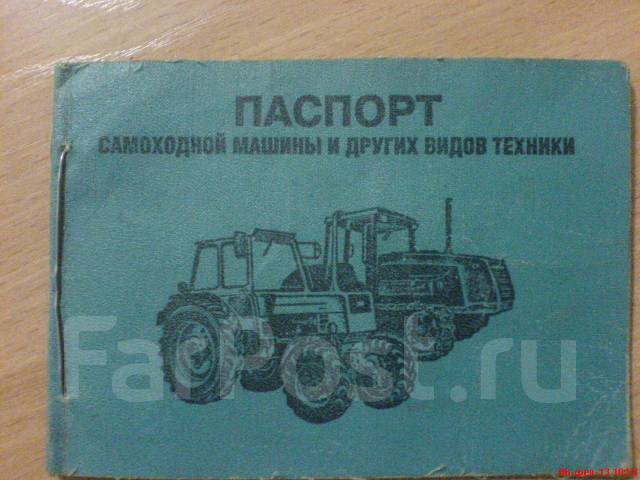 ПАСПОРТ
САМОХОДНОЙ МАШИНЫ И ДРУГИХ ВИДОВ ТЕХНИКИ
FarPost.ru